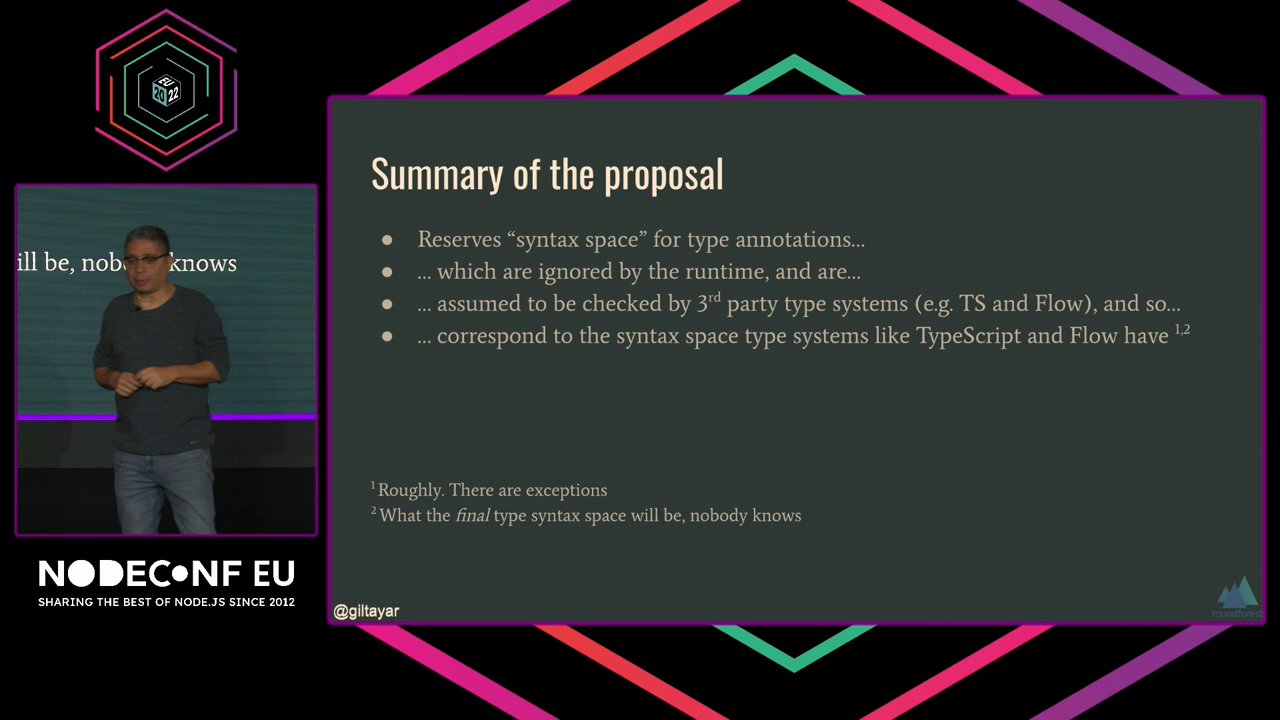 EU
20 22
ill be, nob knows
NODECONF EU
SHARING THE BEST OF NODE.JS SINCE 2012
Summary of the proposal
● Reserves “syntax space” for type annotations...
● ... which are ignored by the runtime, and are...
● ... assumed to be checked by 3rd party type systems (e.g. TS and Flow), and so...
● ... correspond to the syntax space type systems like TypeScript and Flow have 1,2
1 Roughly. There are exceptions
2 What the final type syntax space will be, nobody knows
@giltayar
roundforest